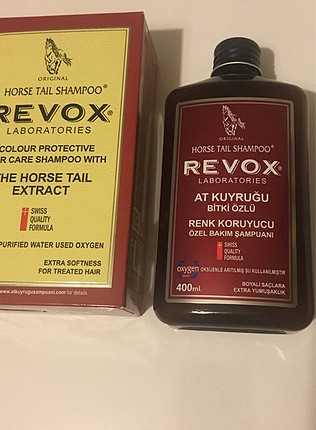 ORIGINAL
HORSE TAIL SHAMPOO®
REVOX®
LABORATORIES
COLOUR PROTECTIVE
CARE SHAMPOO WITH
THE HORSE TAIL
EXTRACT
SWISS
QUALITY
FORMULA
PURIFIED WATER USED OXYGEN
EXTRA SOFTNESS
FOR TREATED HAIR
www.atkuyrugusampuani.com for details.
ORIGINAL
HORSE TAIL SHAMPOO®
REVOX®
LABORATORIES
AT KUYRUĞU
BİTKİ ÖZLÜ
RENK KORUYUCU
ÖZEL BAKIM ŞAMPUANI
SWISS
QUALITY
FORMULA
oxygen OKSİJENLE ARITILMIŞ SU KULLANILMIŞTIR
400ml.
BOYALI SAÇLARA
EXTRA YUMUŞAKLIK